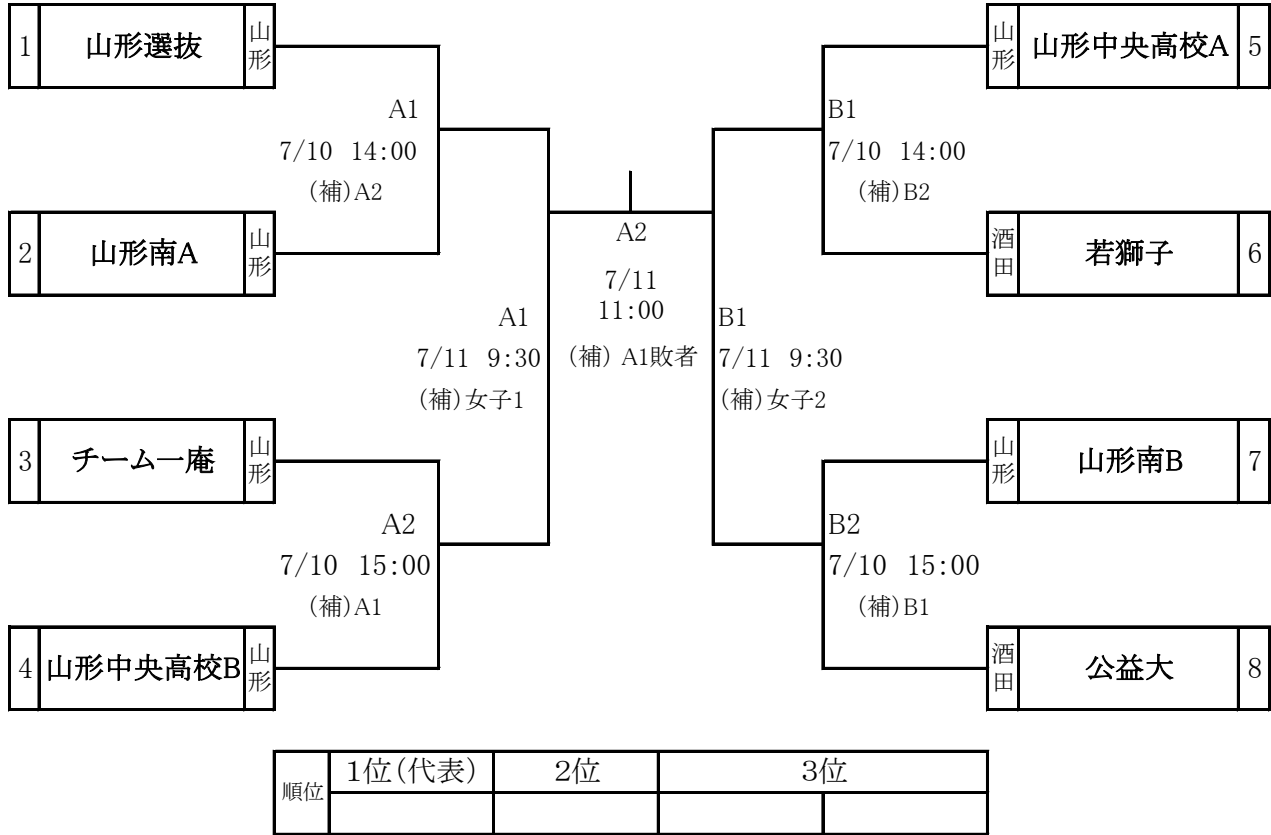 1 山形選抜 山形
山形 山形中央高校A 5
A1
7/10 14:00
(補)A2
B1
7/10 14:00
(補)B2
2 山形南A 山形
酒田 若獅子 6
A2
7/11
11:00
(補) A1敗者
A1
7/11 9:30
(補)女子1
B1
7/11 9:30
(補)女子2
3 チーム一庵 山形
山形 山形南B 7
A2
7/10 15:00
(補)A1
B2
7/10 15:00
(補)B1
4 山形中央高校B 山形
酒田 公益大 8
順位 1位(代表) 2位 3位